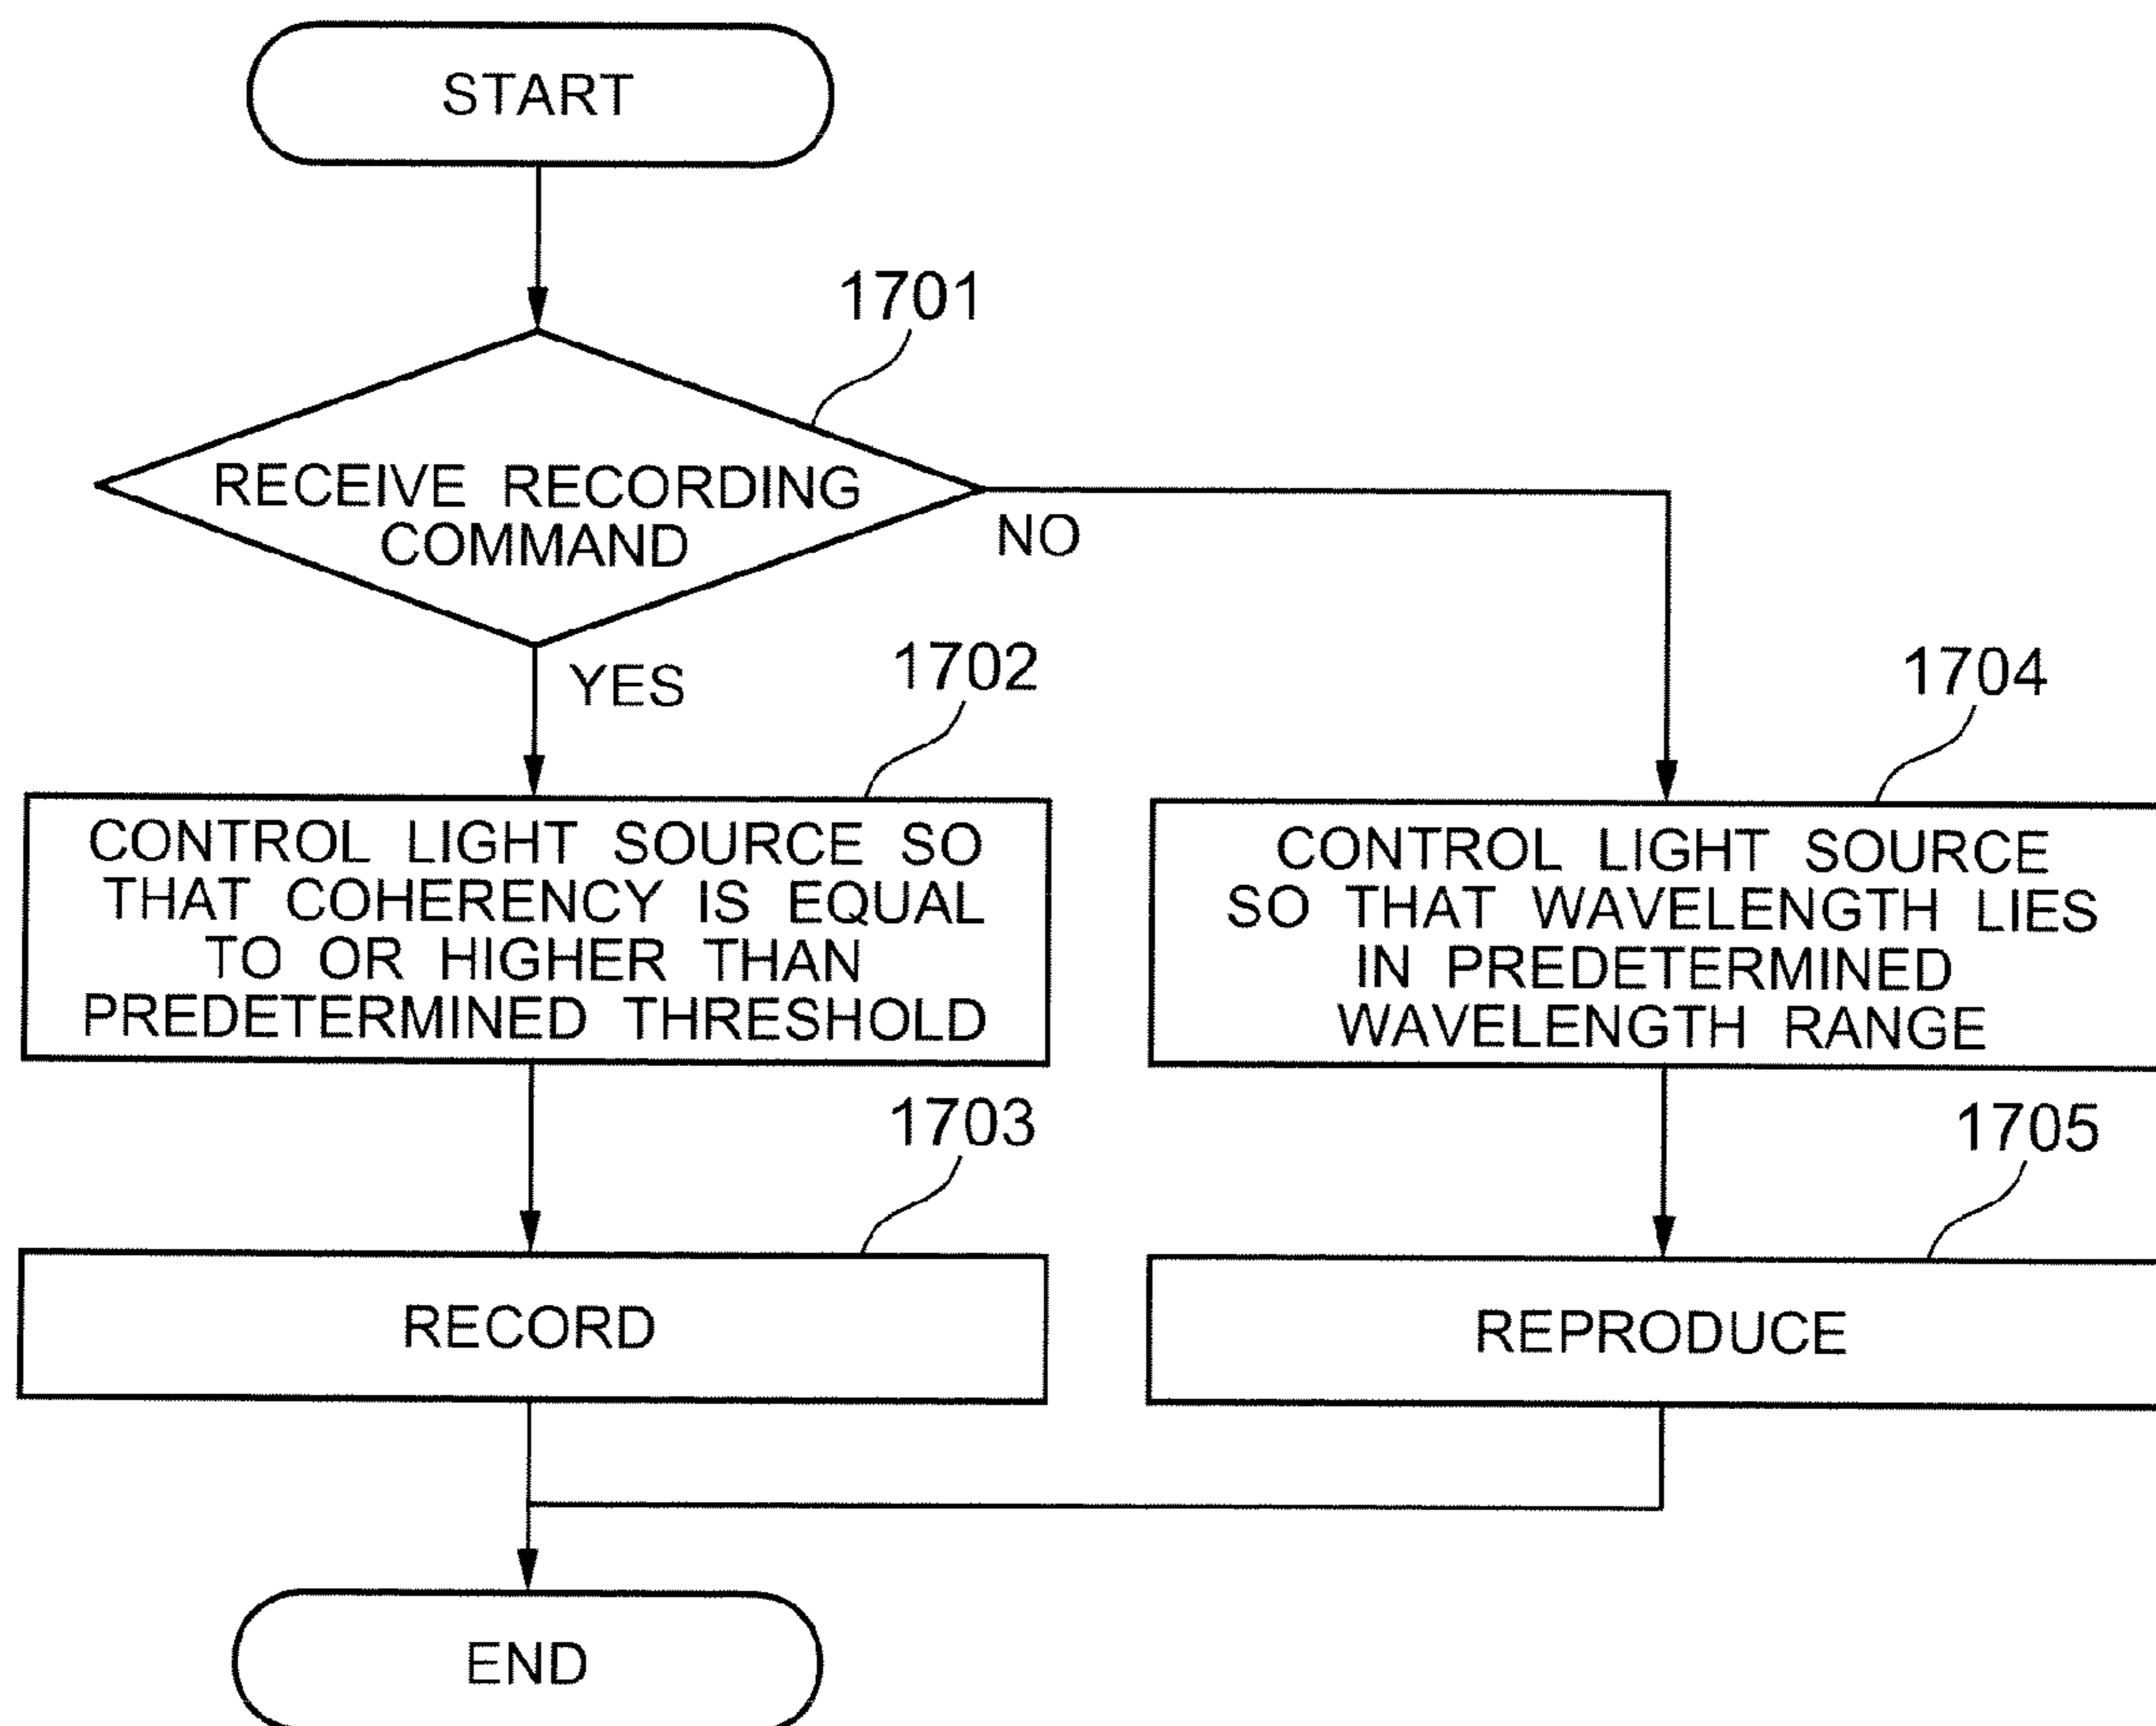 START
1701
RECEIVE RECORDING
COMMAND
NO
YES
1702
CONTROL LIGHT SOURCE SO
THAT COHERENCY IS EQUAL
TO OR HIGHER THAN
PREDETERMINED THRESHOLD
1704
CONTROL LIGHT SOURCE
SO THAT WAVELENGTH LIES
IN PREDETERMINED
WAVELENGTH RANGE
1703
RECORD
1705
REPRODUCE
END